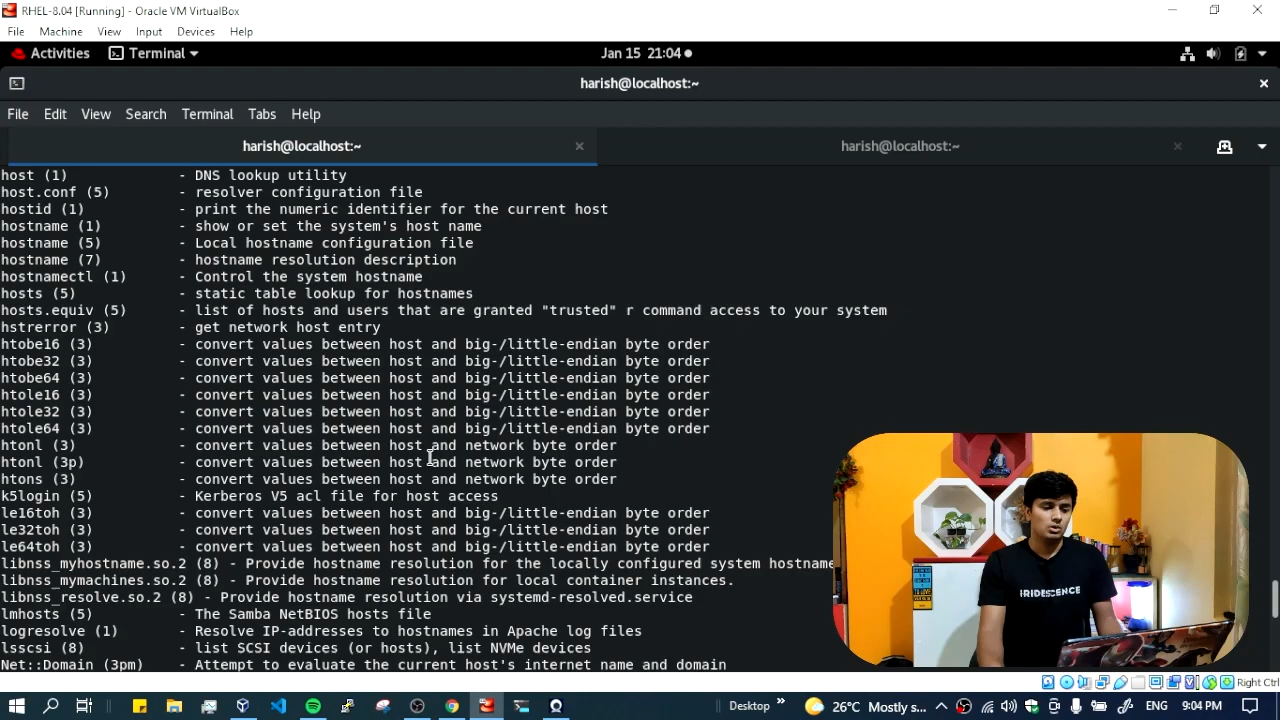 RHEL-8.04 [Running] - Oracle VM VirtualBox
File Machine View Input Devices Help
Activities Terminal Jan 15 21:04
harish@localhost:~
File Edit View Search Terminal Tabs Help
harish@localhost:~ harish@localhost:~
host (1) - DNS lookup utility
host.conf (5) - resolver configuration file
hostid (1) - print the numeric identifier for the current host
hostname (1) - show or set the system's host name
hostname (5) - Local hostname configuration file
hostname (7) - hostname resolution description
hostnamectl (1) - Control the system hostname
hosts (5) - static table lookup for hostnames
hosts.equiv (5) - list of hosts and users that are granted "trusted" r command access to your system
hstrerror (3) - get network host entry
htobe16 (3) - convert values between host and big-/little-endian byte order
htobe32 (3) - convert values between host and big-/little-endian byte order
htobe64 (3) - convert values between host and big-/little-endian byte order
htole16 (3) - convert values between host and big-/little-endian byte order
htole32 (3) - convert values between host and big-/little-endian byte order
htole64 (3) - convert values between host and big-/little-endian byte order
htonl (3) - convert values between host and network byte order
htonl (3p) - convert values between host and network byte order
htons (3) - convert values between host and network byte order
k5login (5) - Kerberos V5 acl file for host access
le16toh (3) - convert values between host and big-/little-endian byte order
le32toh (3) - convert values between host and big-/little-endian byte order
le64toh (3) - convert values between host and big-/little-endian byte order
libnss_myhostname.so.2 (8) - Provide hostname resolution for the locally configured system hostname
libnss_mymachines.so.2 (8) - Provide hostname resolution for local container instances.
libnss_resolve.so.2 (8) - Provide hostname resolution via systemd-resolved.service
lmhosts (5) - The Samba NetBIOS hosts file
logresolve (1) - Resolve IP-addresses to hostnames in Apache log files
lsscsi (8) - list SCSI devices (or hosts), list NVMe devices
Net::Domain (3pm) - Attempt to evaluate the current host's internet name and domain
IRIDESCENCE
Right Ctrl
Desktop 26°C Mostly s... ENG 9:04 PM